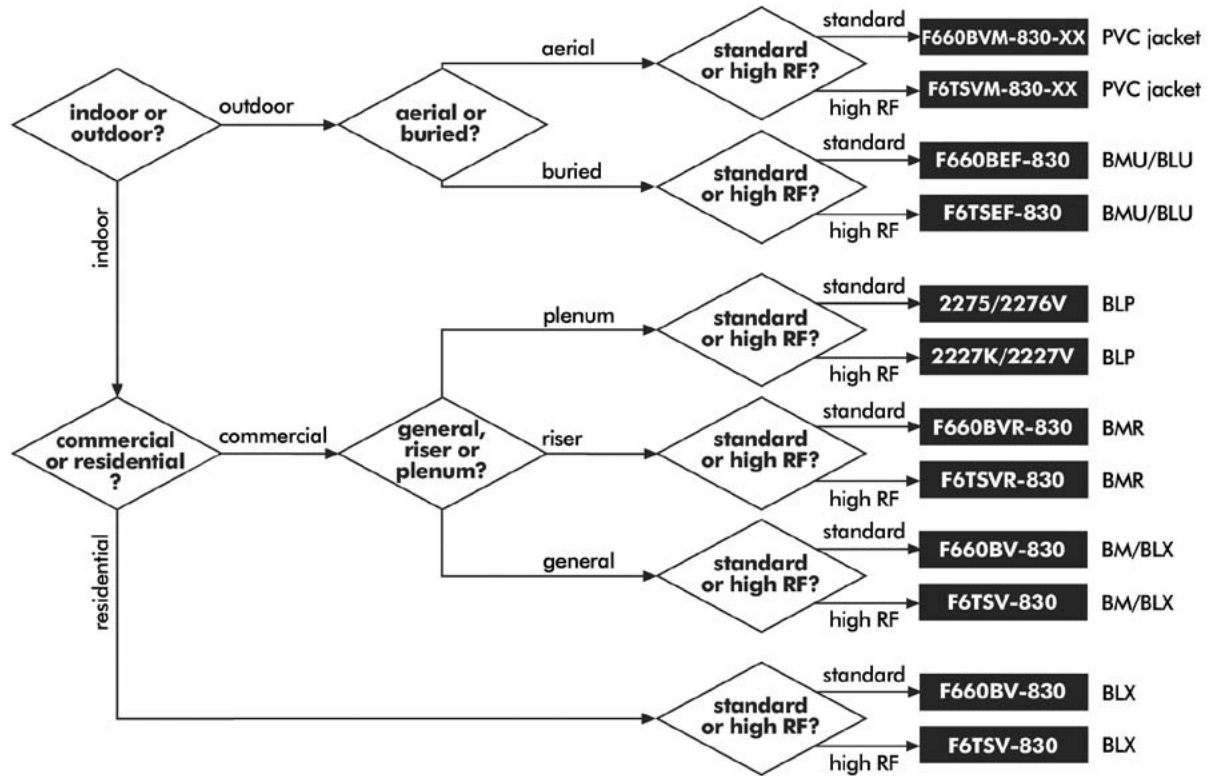 aerial
standard
or high RF?
standard
F660BVM-830-XX PVC jacket
high RF
F6TSVM-830-XX PVC jacket
indoor or
outdoor?
outdoor
aerial or
buried?
buried
standard
or high RF?
standard
F660BEF-830 BMU/BLU
high RF
F6TSEF-830 BMU/BLU
indoor
plenum
standard
or high RF?
standard
2275/2276V BLP
high RF
2227K/2227V BLP
commercial
or residential
?
commercial
general,
riser or
plenum?
riser
standard
or high RF?
standard
F660BVR-830 BMR
high RF
F6TSVR-830 BMR
general
standard
or high RF?
standard
F660BV-830 BM/BLX
high RF
F6TSV-830 BM/BLX
residential
standard
or high RF?
standard
F660BV-830 BLX
high RF
F6TSV-830 BLX